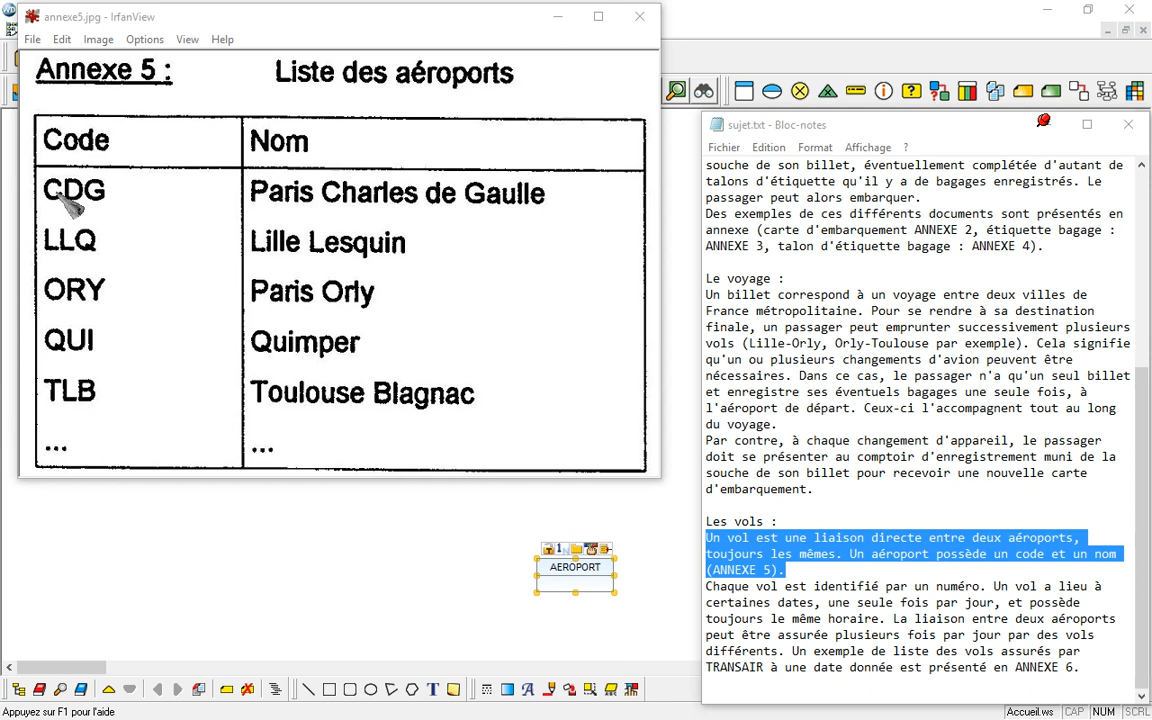 annexe5.jpg - IrfanView
File Edit Image Options View Help
Annexe 5 : Liste des aéroports
Code Nom
CDG Paris Charles de Gaulle
LLQ Lille Lesquin
ORY Paris Orly
QUI Quimper
TLB Toulouse Blagnac
... ...
AEROPORT
sujet.txt - Bloc-notes
Fichier Edition Format Affichage ?
souche de son billet, éventuellement complétée d'autant de
talons d'étiquette qu'il y a de bagages enregistrés. Le
passager peut alors embarquer.
Des exemples de ces différents documents sont présentés en
annexe (carte d'embarquement ANNEXE 2, étiquette bagage :
ANNEXE 3, talon d'étiquette bagage : ANNEXE 4).
Le voyage :
Un billet correspond à un voyage entre deux villes de
France métropolitaine. Pour se rendre à sa destination
finale, un passager peut emprunter successivement plusieurs
vols (Lille-Orly, Orly-Toulouse par exemple). Cela signifie
qu'un ou plusieurs changements d'avion peuvent être
nécessaires. Dans ce cas, le passager n'a qu'un seul billet
et enregistre ses éventuels bagages une seule fois, à
l'aéroport de départ. Ceux-ci l'accompagnent tout au long
du voyage.
Par contre, à chaque changement d'appareil, le passager
doit se présenter au comptoir d'enregistrement muni de la
souche de son billet pour recevoir une nouvelle carte
d'embarquement.
Les vols :
Un vol est une liaison directe entre deux aéroports,
toujours les mêmes. Un aéroport possède un code et un nom
(ANNEXE 5).
Chaque vol est identifié par un numéro. Un vol a lieu à
certaines dates, une seule fois par jour, et possède
toujours le même horaire. La liaison entre deux aéroports
peut être assurée plusieurs fois par jour par des vols
différents. Un exemple de liste des vols assurés par
TRANSAIR à une date donnée est présenté en ANNEXE 6.
Appuyez sur F1 pour l'aide
Accueil.ws CAP NUM SCRL